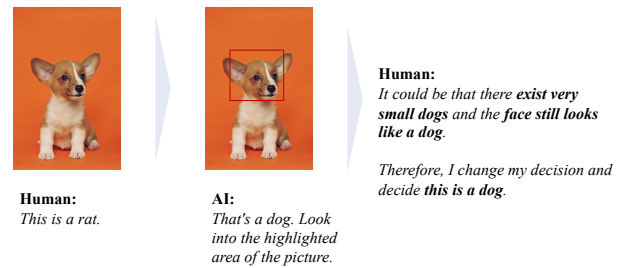 Human:
This is a rat.
AI:
That's a dog. Look
into the highlighted
area of the picture.
Human:
It could be that there exist very
small dogs and the face still looks
like a dog.
Therefore, I change my decision and
decide this is a dog.